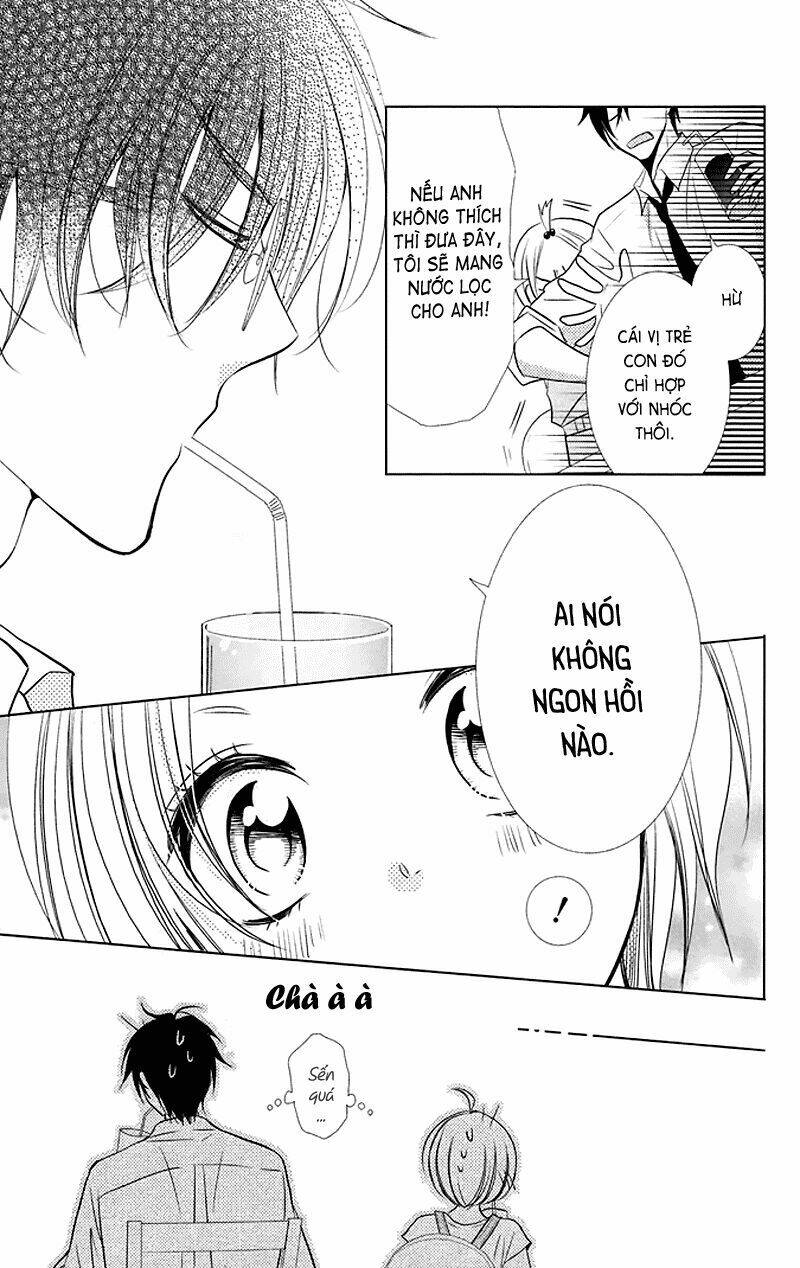 NẾU ANH
KHÔNG THÍCH
THÌ ĐƯA ĐÂY,
TÔI SẼ MANG
NƯỚC LỌC
CHO ANH!
HỪ
CÁI VỊ TRẺ
CON ĐÓ
CHỈ HỢP
VỚI NHÓC
THÔI.
AI NÓI
KHÔNG
NGON HỒI
NÀO.
!
Chà à à
Sến
quá
...